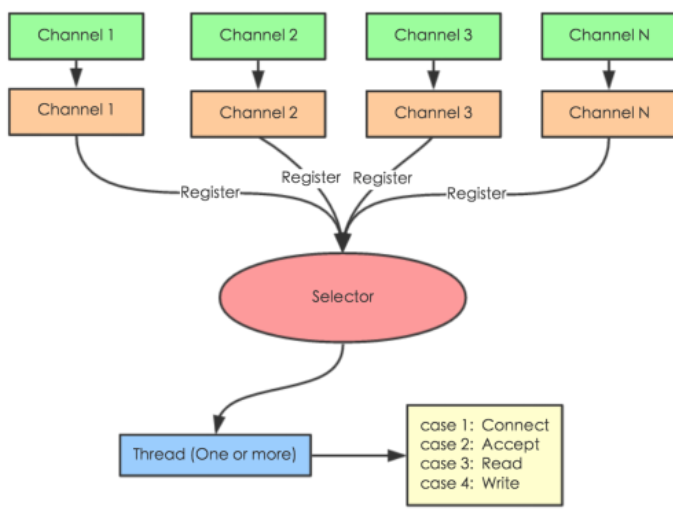 Channel 1
Channel 2
Channel 3
Channel N
Channel 1
Channel 2
Channel 3
Channel N
Register
Register
Register
Register
Selector
Thread (One or more)
case 1: Connect
case 2: Accept
case 3: Read
case 4: Write